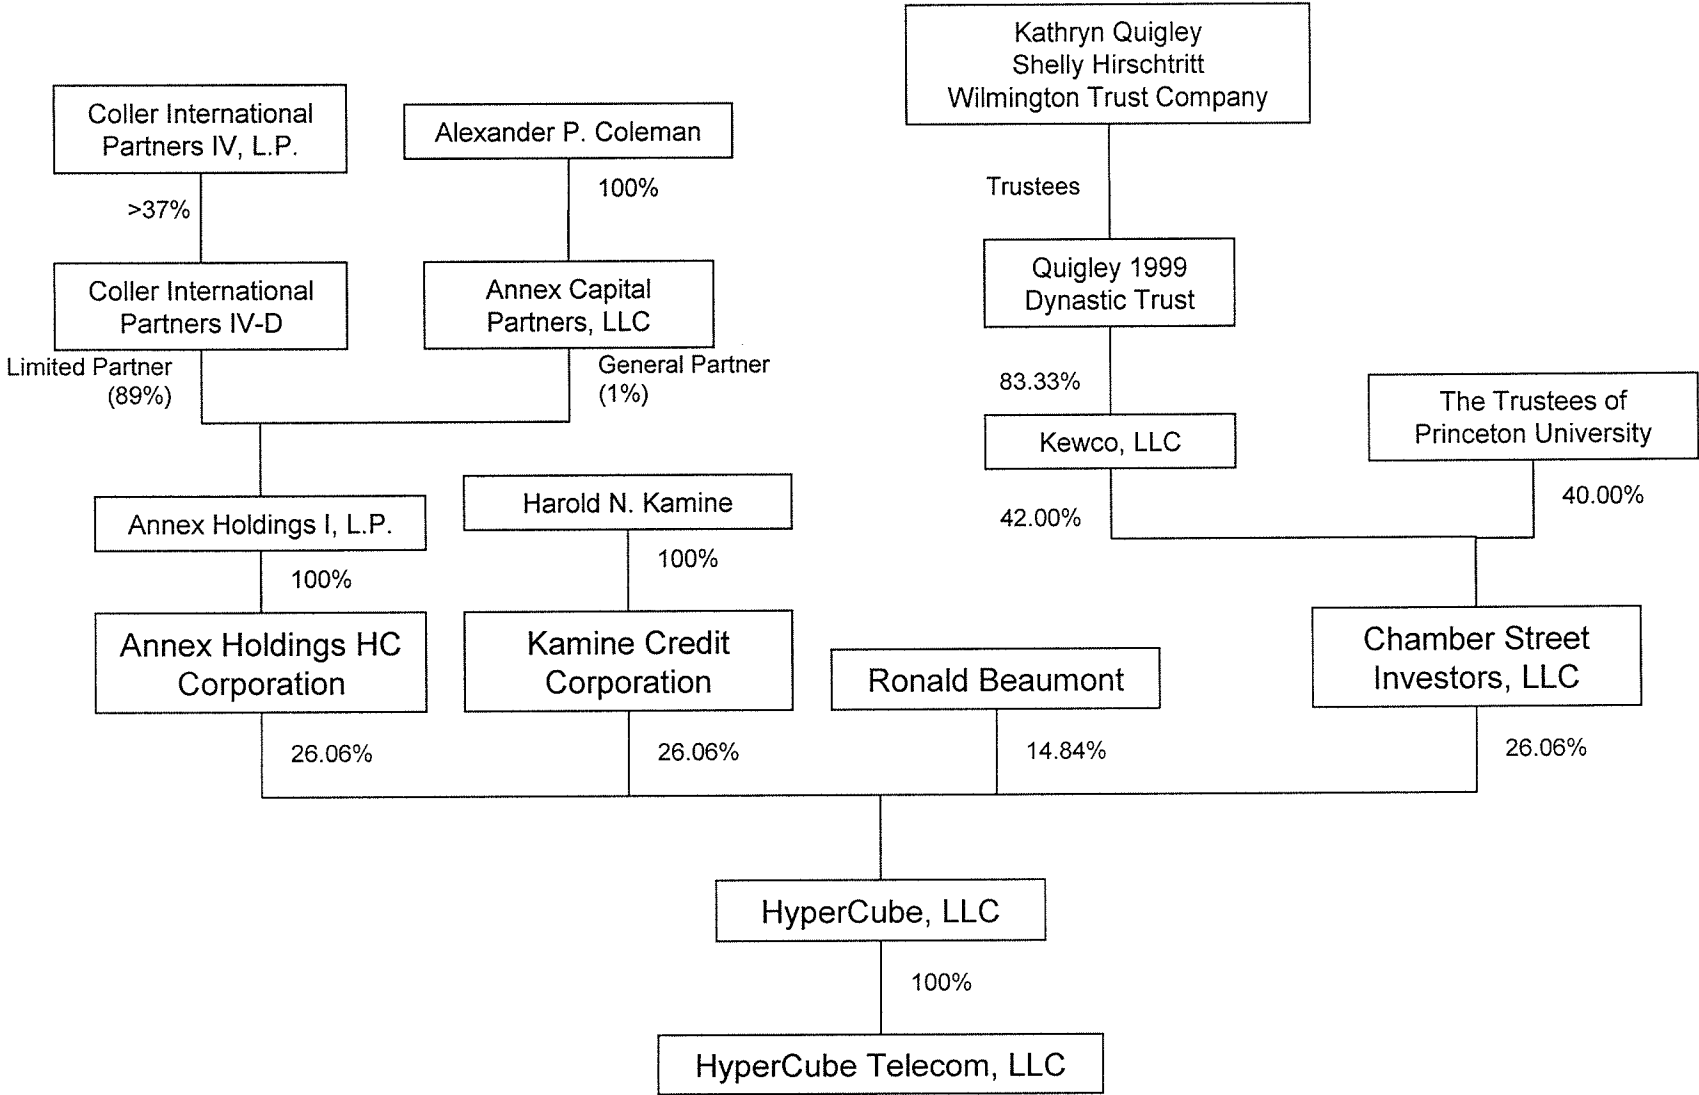 Kathryn Quigley
Shelly Hirschtritt
Wilmington Trust Company
Coller International
Partners IV, L.P.
Alexander P. Coleman
>37%
100%
Trustees
Coller International
Partners IV-D
Annex Capital
Partners, LLC
Quigley 1999
Dynastic Trust
Limited Partner
(89%)
General Partner
(1%)
83.33%
The Trustees of
Princeton University
Kewco, LLC
42.00%
40.00%
Annex Holdings I, L.P.
Harold N. Kamine
100%
100%
Annex Holdings HC
Corporation
Kamine Credit
Corporation
Ronald Beaumont
Chamber Street
Investors, LLC
26.06%
26.06%
14.84%
26.06%
HyperCube, LLC
100%
HyperCube Telecom, LLC